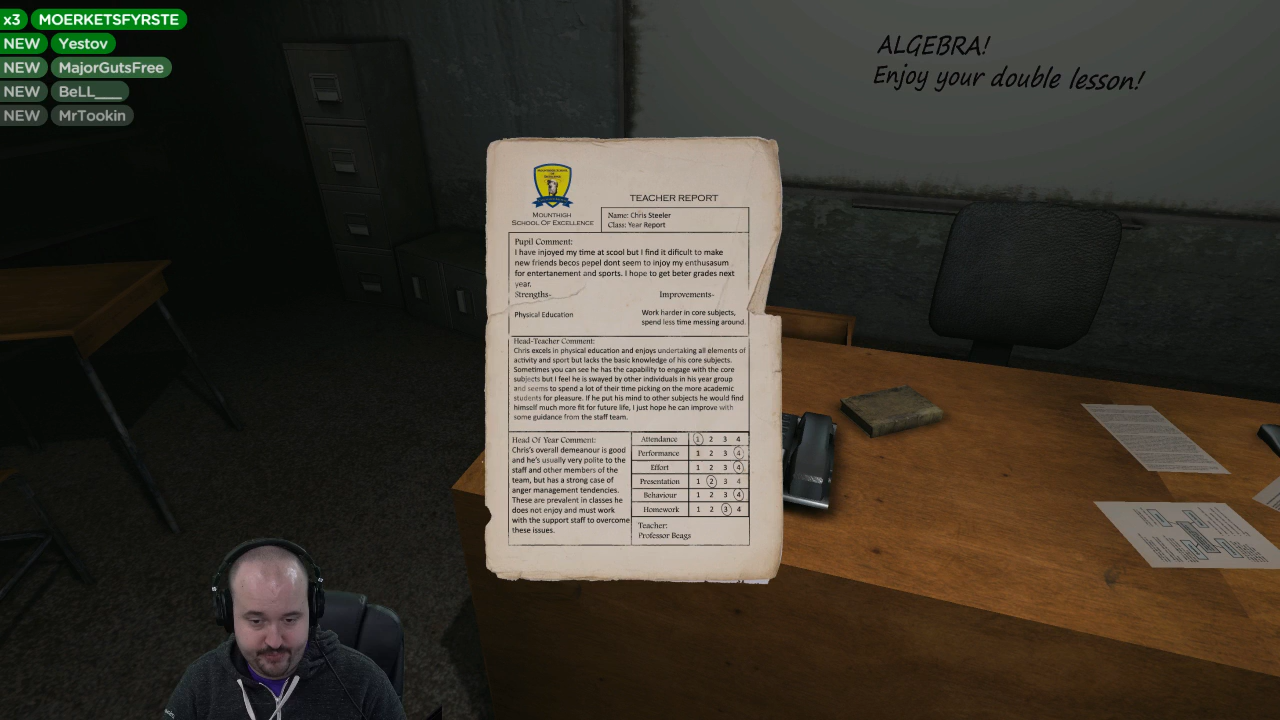 x3 MOERKETSFYRSTE
NEW Yestov
NEW MajorGutsFree
NEW BeLL___
NEW MrTookin
ALGEBRA!
Enjoy your double lesson!
MOUNTHIGH
SCHOOL OF EXCELLENCE
TEACHER REPORT
Name: Chris Steeler
Class: Year Report
Pupil Comment:
I have injoyed my time at scool but I find it dificult to make
new friends becos pepel dont seem to injoy my enthusasum
for entertanement and sports. I hope to get beter grades next
year.
Strengths-
Physical Education
Improvements-
Work harder in core subjects,
spend less time messing around.
Head-Teacher Comment:
Chris excels in physical education and enjoys undertaking all elements of
activity and sport but lacks the basic knowledge of his core subjects.
Sometimes you can see he has the capability to engage with the core
subjects but I feel he is swayed by other individuals in his year group
and seems to spend a lot of their time picking on the more academic
students for pleasure. If he put his mind to other subjects he would find
himself much more fit for future life, I just hope he can improve with
some guidance from the staff team.
Head Of Year Comment:
Chris's overall demeanour is good
and he's usually very polite to the
staff and other members of the
team, but has a strong case of
anger management tendencies.
These are prevalent in classes he
does not enjoy and must work
with the support staff to overcome
these issues.
Attendance 1 2 3 4
Performance 1 2 3 4
Effort 1 2 3 4
Presentation 1 2 3 4
Behaviour 1 2 3 4
Homework 1 2 3 4
Teacher:
Professor Beags